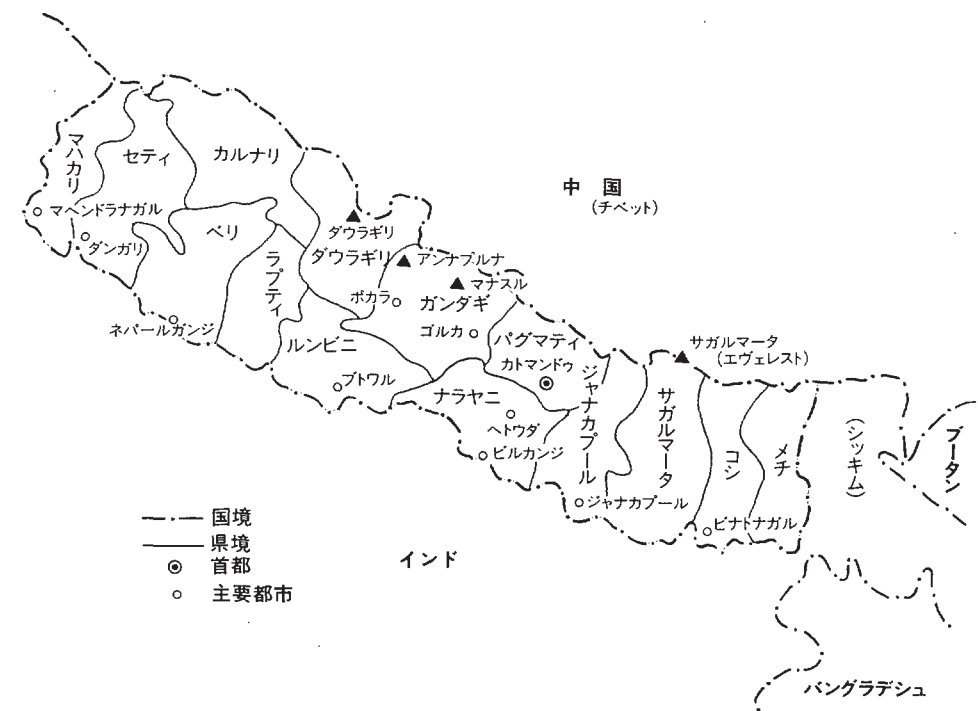 マハカリ
セティ
カルナリ
中国
(チベット)
マヘンドラナガル
ダンガリ
ベリ
ダウラギリ
ダウラギリ
アンナプルナ
マナスル
ラプティ
ポカラ
ガンダギ
ゴルカ
ネパールガンジ
ルンビニ
バグマティ
カトマンドゥ
サガルマータ
(エヴェレスト)
ブトワル
ナラヤニ
ヘトウダ
ビルカンジ
ジャナカプール
サガルマータ
コシ
メチ
(シッキム)
ブータン
ジャナカプール
ビナトナガル
国境
県境
首都
主要都市
インド
バングラデシュ